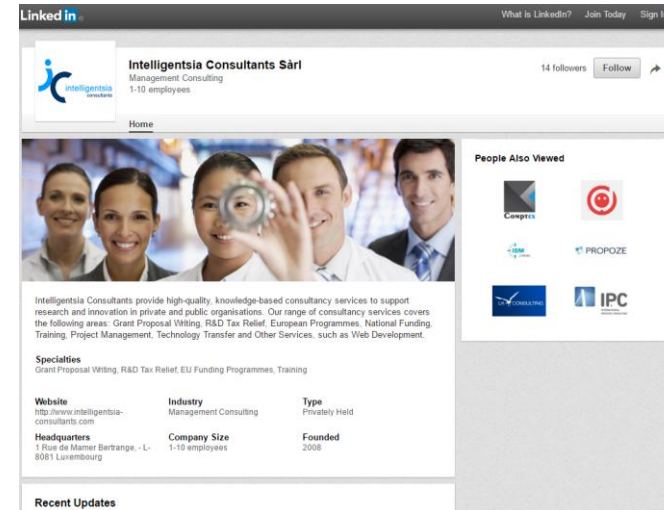 Linked in
What is LinkedIn? Join Today Sign I
intelligentsia
consultants
Intelligentsia Consultants Sàrl
Management Consulting
1-10 employees
14 followers Follow
Home
People Also Viewed
COMPTEX
ISM
PROPOZE
CONSULTING
IPC
Intelligentsia Consultants provide high-quality, knowledge-based consultancy services to support
research and innovation in private and public organisations. Our range of consultancy services covers
the following areas: Grant Proposal Writing, R&D Tax Relief, European Programmes, National Funding,
Training, Project Management, Technology Transfer and Other Services, such as Web Development.
Specialties
Grant Proposal Writing, R&D Tax Relief, EU Funding Programmes, Training
Website
http://www.intelligentsia-
consultants.com
Industry
Management Consulting
Type
Privately Held
Headquarters
1 Rue de Mamer Bertrange, - L-
8081 Luxembourg
Company Size
1-10 employees
Founded
2008
Recent Updates